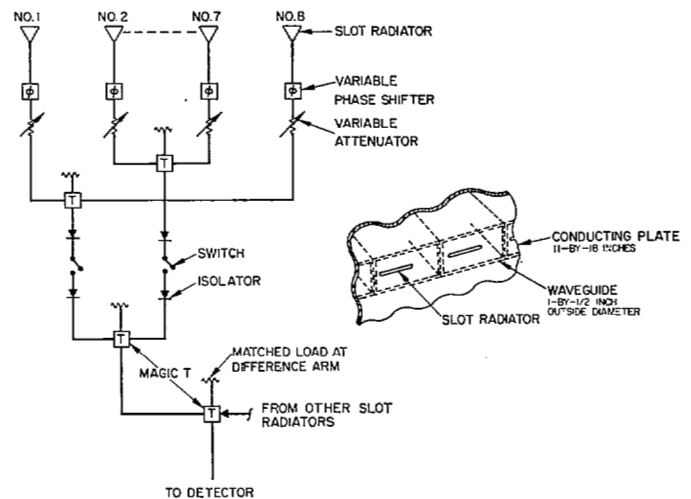 NO.1
NO.2
NO.7
NO.8
SLOT RADIATOR
ϕ
ϕ
ϕ
ϕ
VARIABLE
PHASE SHIFTER
VARIABLE
ATTENUATOR
T
T
SWITCH
ISOLATOR
CONDUCTING PLATE
11-BY-18 INCHES
WAVEGUIDE
1-BY-1/2 INCH
OUTSIDE DIAMETER
SLOT RADIATOR
T
MAGIC T
MATCHED LOAD AT
DIFFERENCE ARM
T
FROM OTHER SLOT
RADIATORS
TO DETECTOR